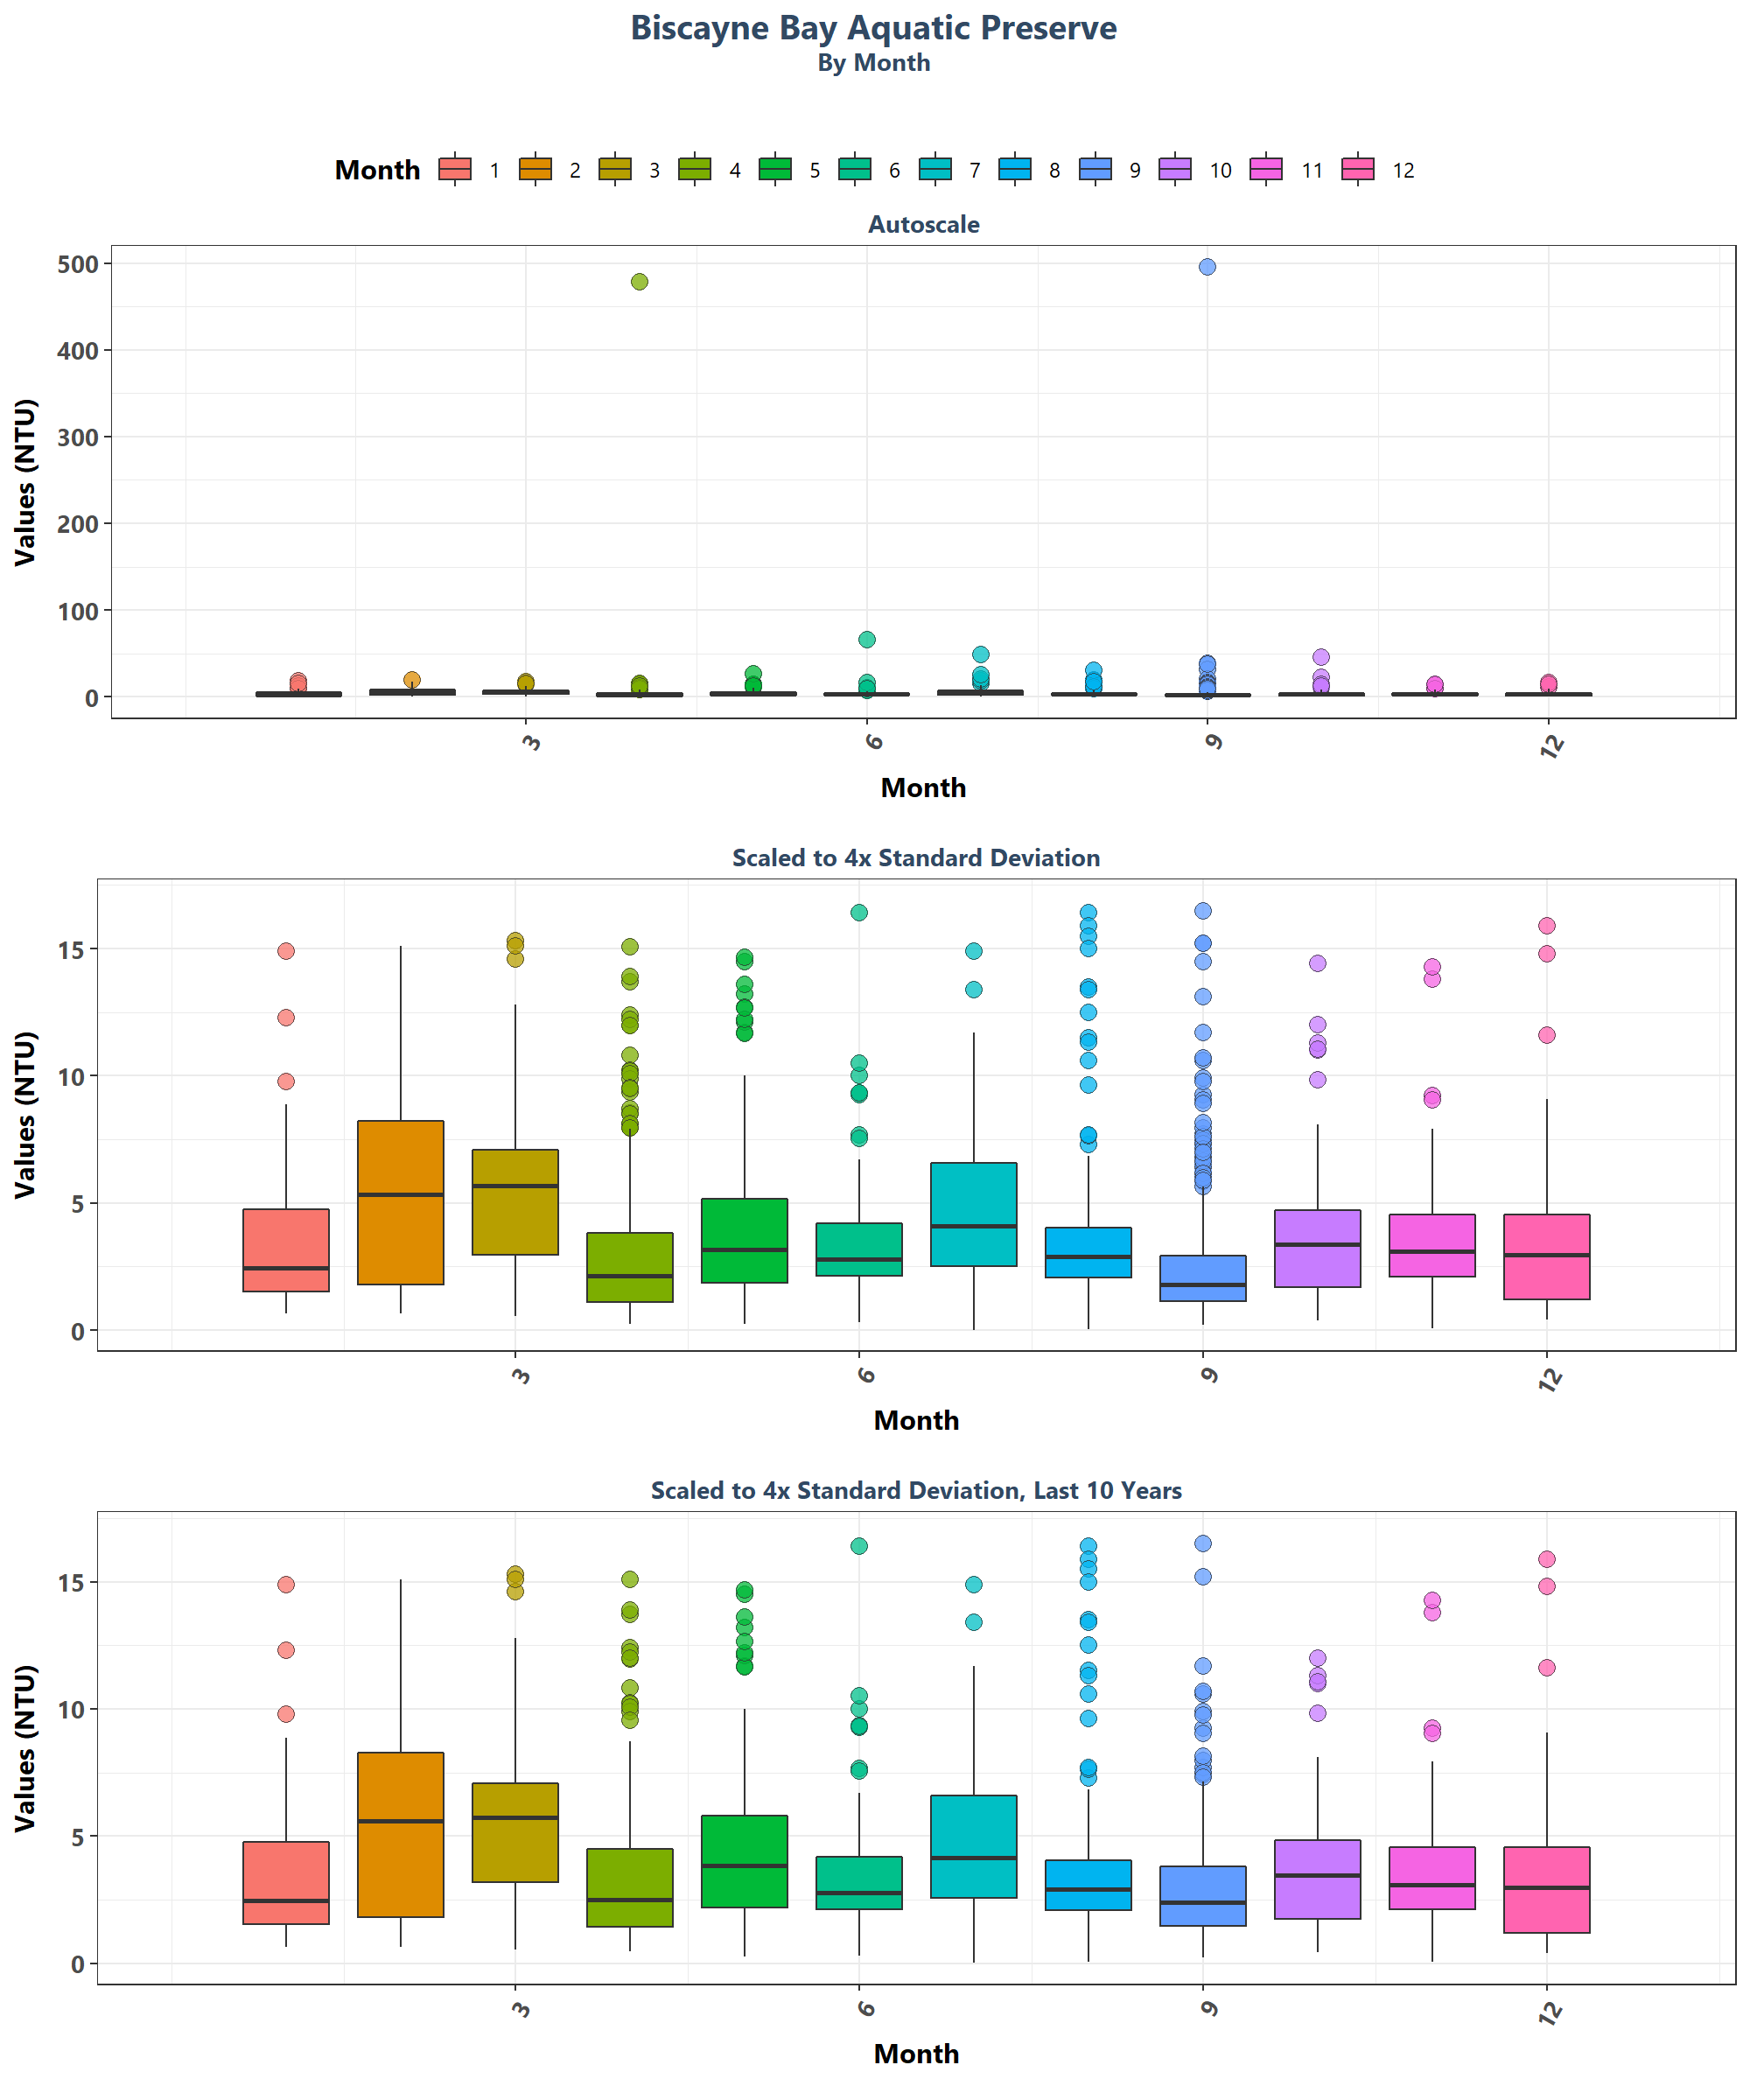 Biscayne Bay Aquatic Preserve
By Month
Month 1 2 3 4 5 6 7 8 9 10 11 12
Autoscale
Values (NTU)
500
400
300
200
100
0
3 6 9 12
Month
Scaled to 4x Standard Deviation
Values (NTU)
15
10
5
0
3 6 9 12
Month
Scaled to 4x Standard Deviation, Last 10 Years
Values (NTU)
15
10
5
0
3 6 9 12
Month